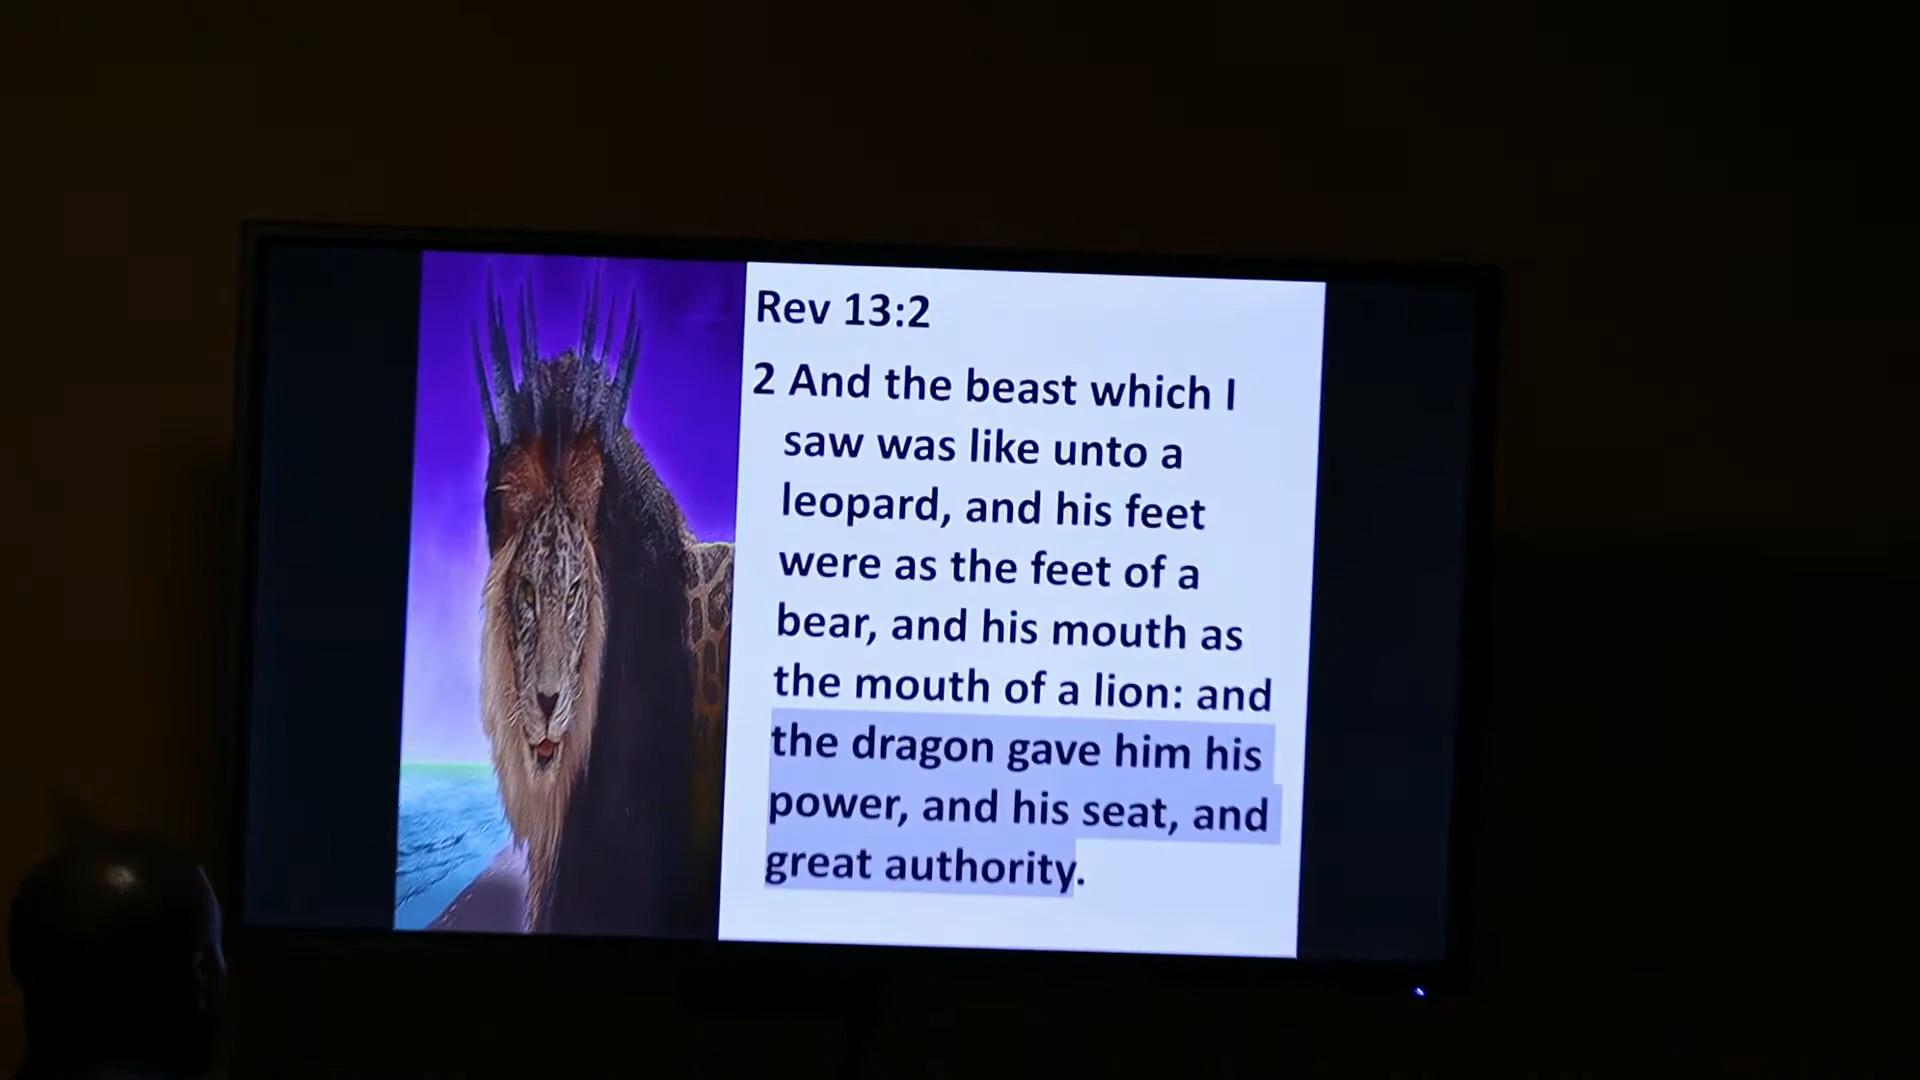 Rev 13:2
2 And the beast which I
saw was like unto a
leopard, and his feet
were as the feet of a
bear, and his mouth as
the mouth of a lion: and
the dragon gave him his
power, and his seat, and
great authority.